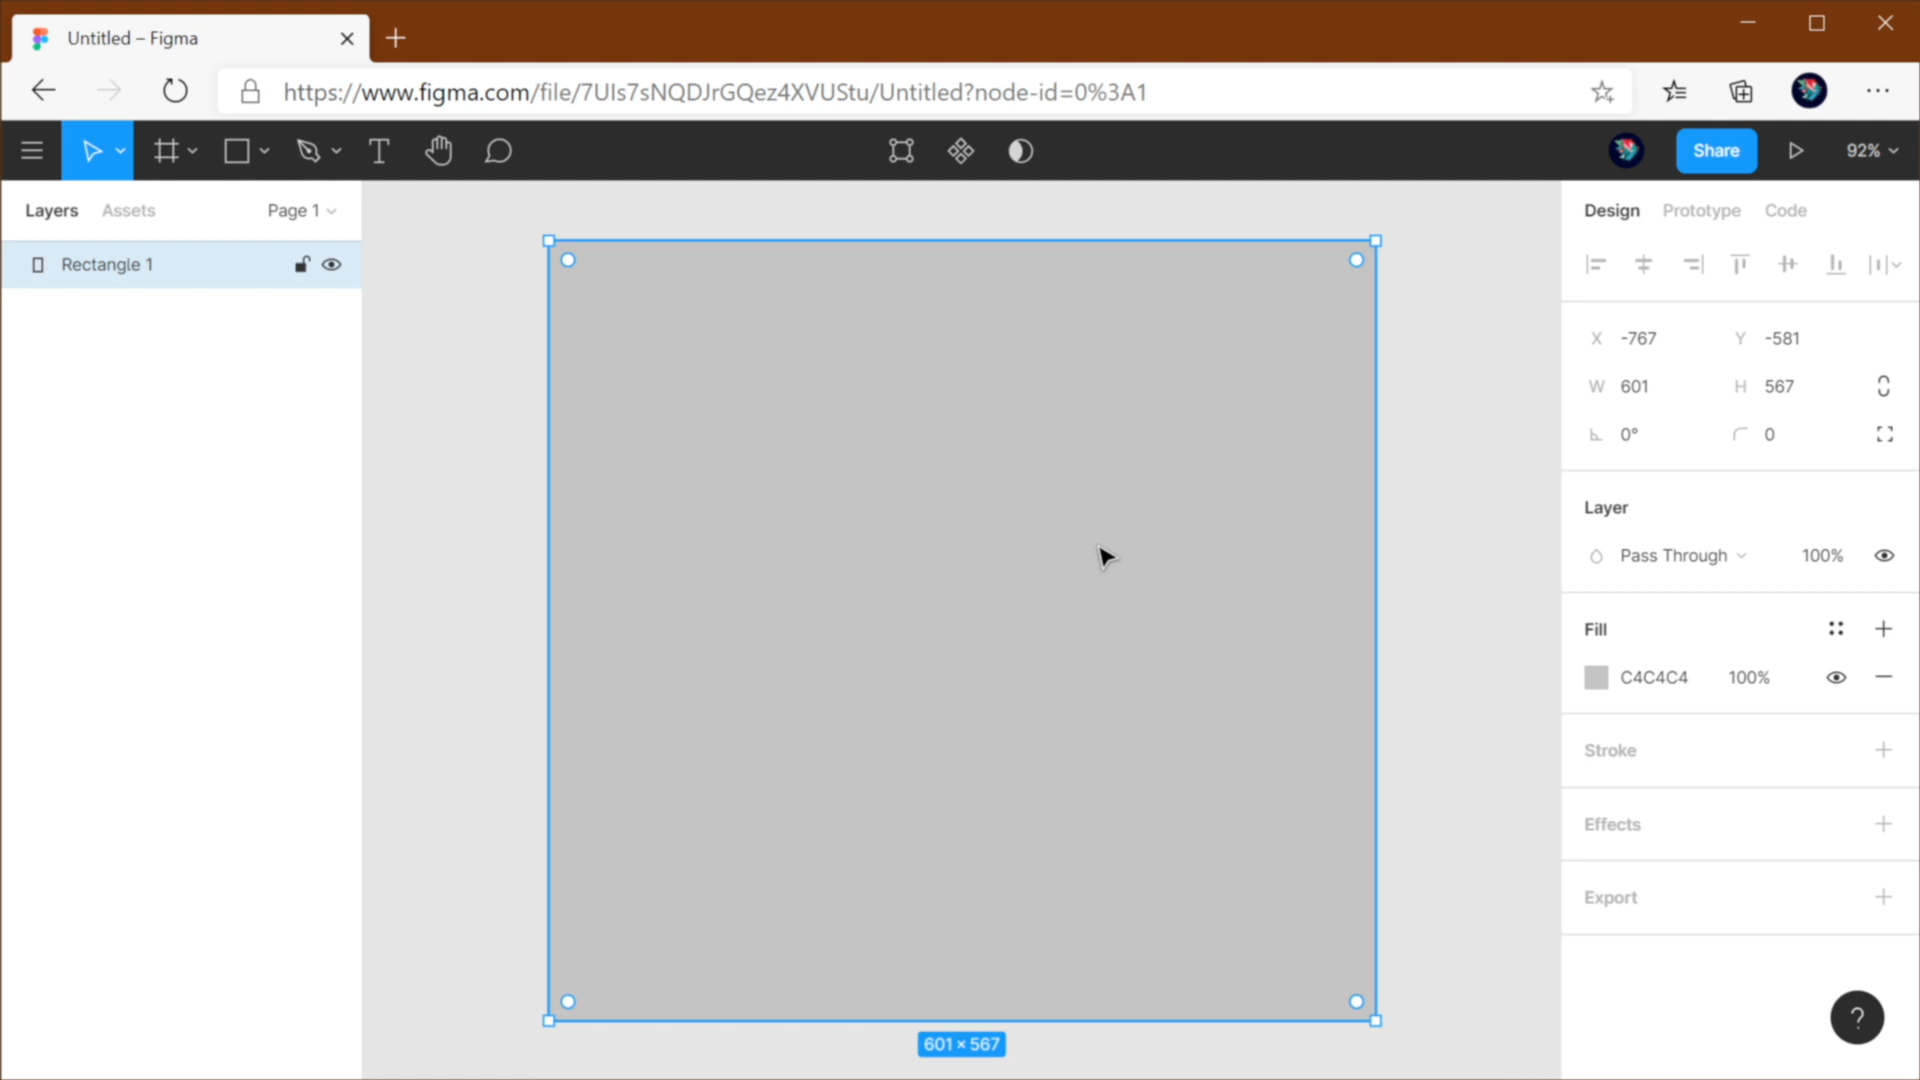 Untitled – Figma
https://www.figma.com/file/7UIs7sNQDJrGQez4XVUStu/Untitled?node-id=0%3A1
Share
92%
Layers Assets Page 1
Design Prototype Code
Rectangle 1
X -767 Y -581
W 601 H 567
0° 0
Layer
Pass Through 100%
Fill
C4C4C4 100%
Stroke
Effects
Export
?
601 × 567